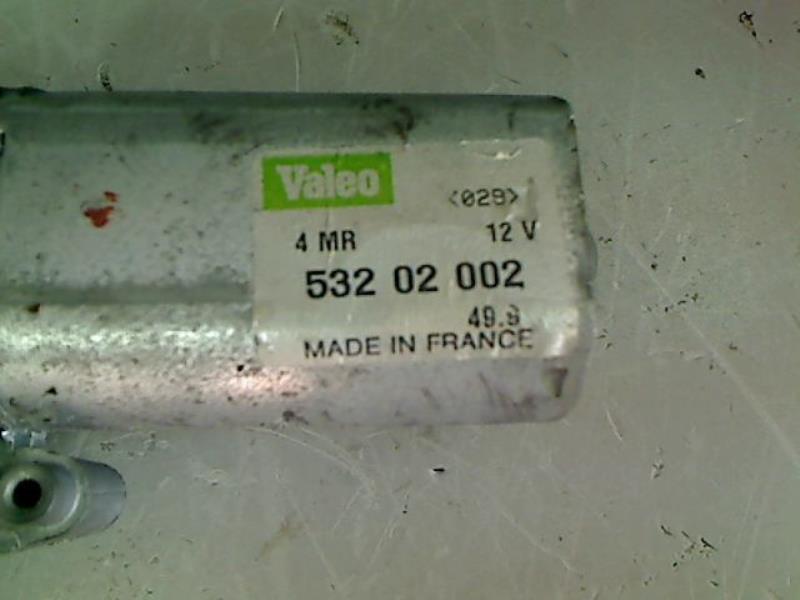 Valeo
<029>
4 MR 12 V
532 02 002
49.9
MADE IN FRANCE